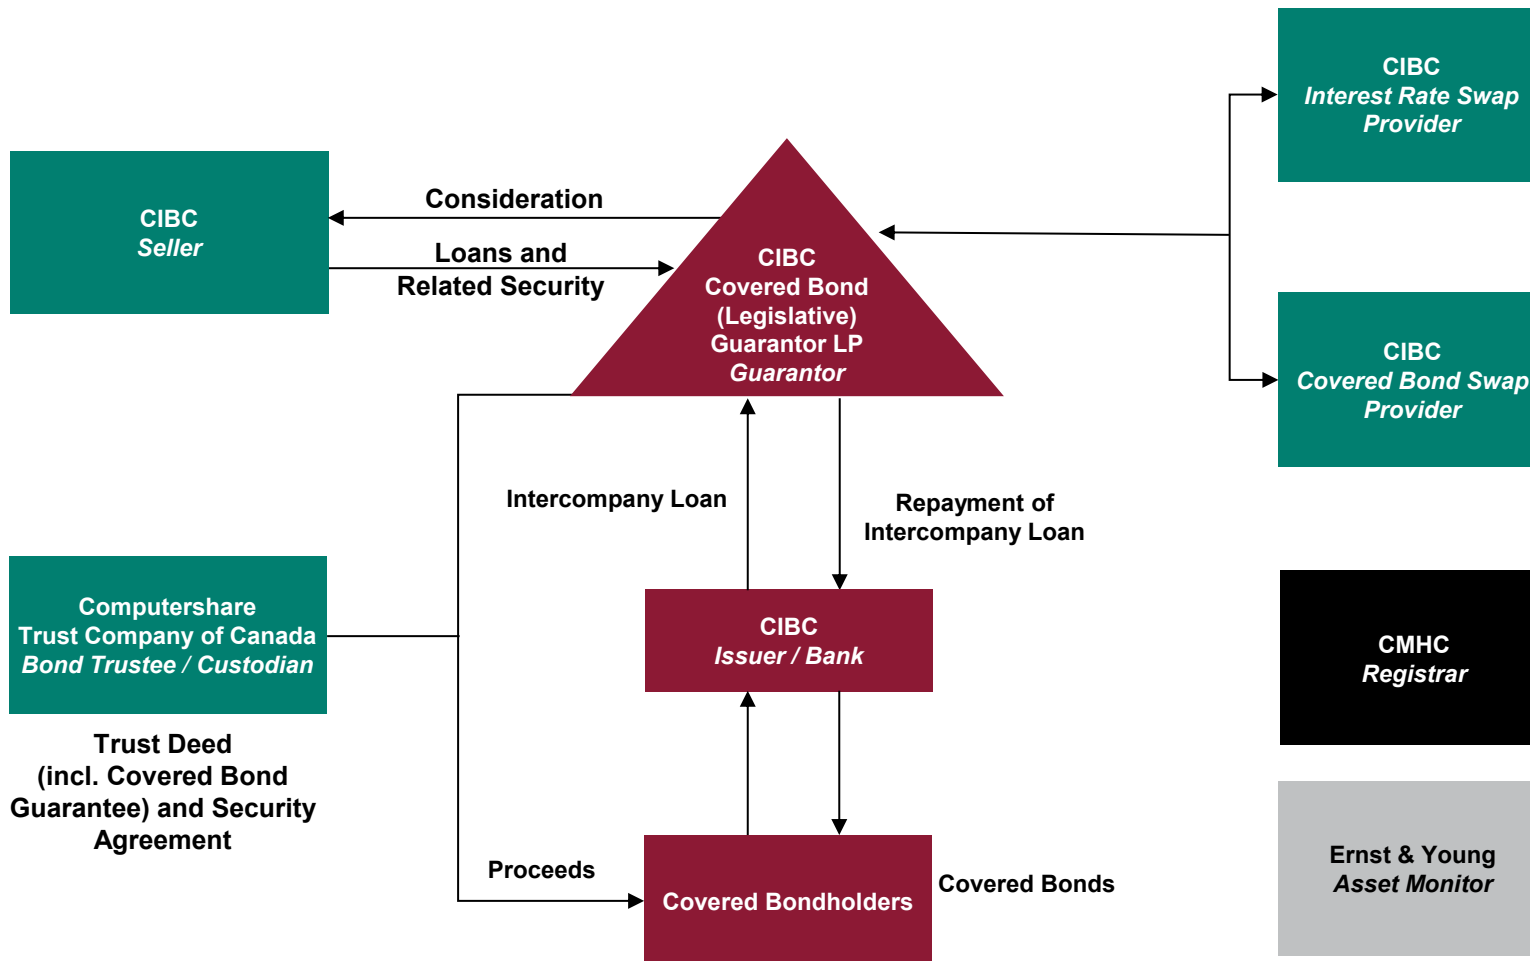 CIBC
Interest Rate Swap
Provider
CIBC
Seller
Consideration
Loans and
Related Security
CIBC
Covered Bond
(Legislative)
Guarantor LP
Guarantor
CIBC
Covered Bond Swap
Provider
Intercompany Loan
Repayment of
Intercompany Loan
Computershare
Trust Company of Canada
Bond Trustee / Custodian
Trust Deed
(incl. Covered Bond
Guarantee) and Security
Agreement
CIBC
Issuer / Bank
CMHC
Registrar
Proceeds
Covered Bondholders
Covered Bonds
Ernst & Young
Asset Monitor